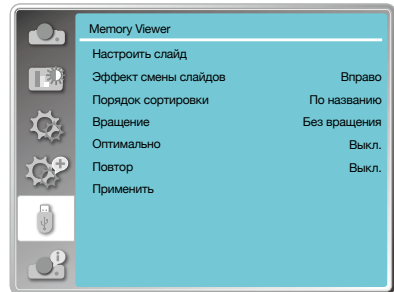 Memory Viewer
Настроить слайд
Эффект смены слайдов Вправо
Порядок сортировки По названию
Вращение Без вращения
Оптимально Выкл.
Повтор Выкл.
Применить